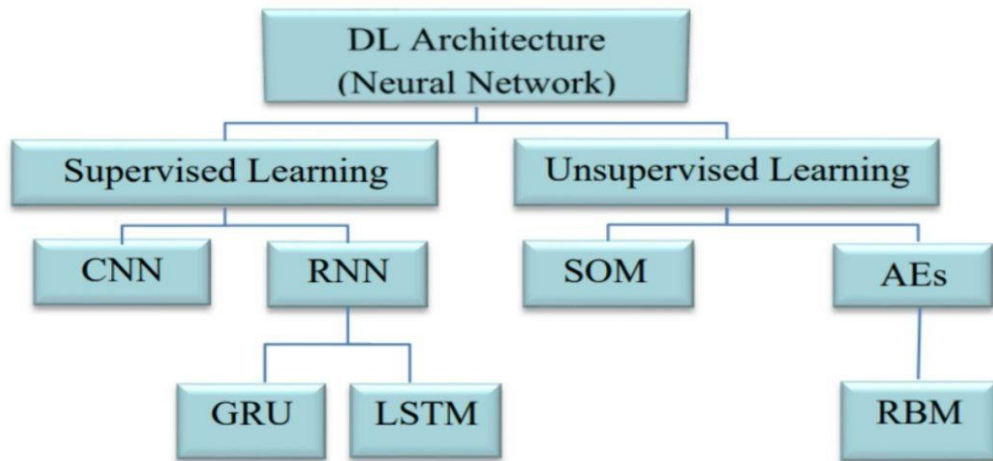 DL Architecture
(Neural Network)
Supervised Learning
Unsupervised Learning
CNN
RNN
SOM
AEs
GRU
LSTM
RBM